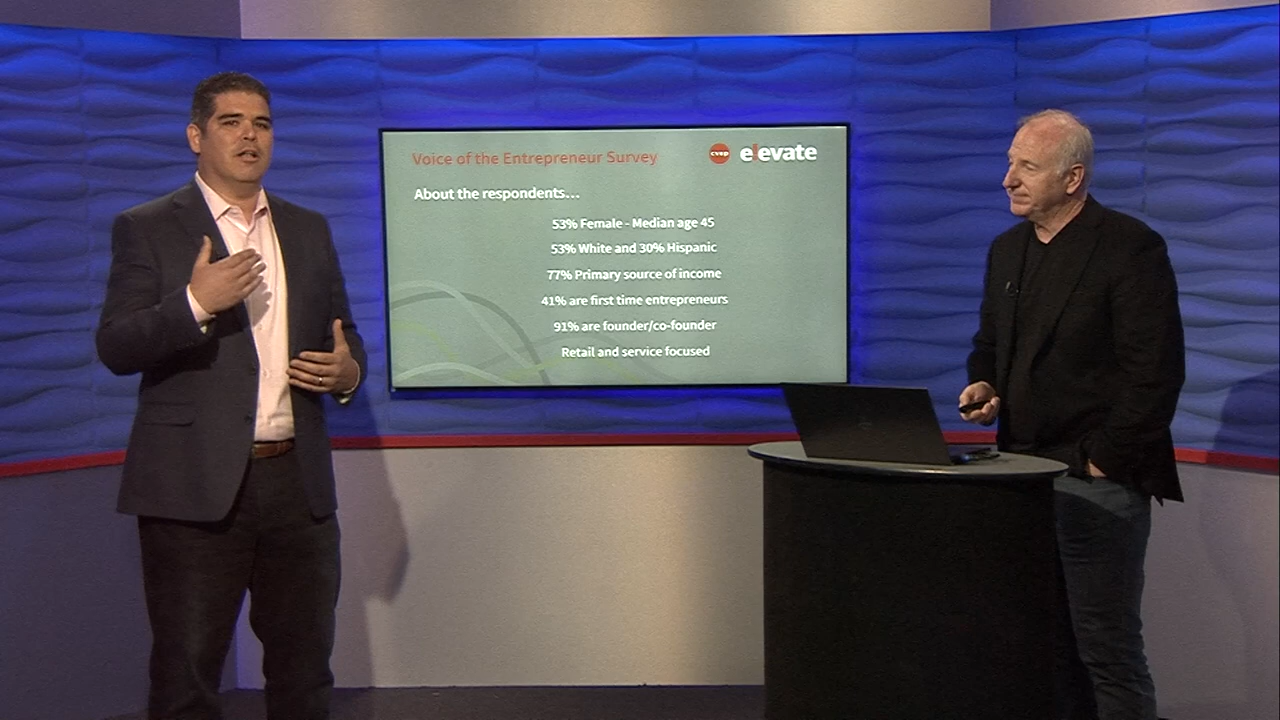 Voice of the Entrepreneur Survey
cvep elevate
About the respondents...
53% Female - Median age 45
53% White and 30% Hispanic
77% Primary source of income
41% are first time entrepreneurs
91% are founder/co-founder
Retail and service focused